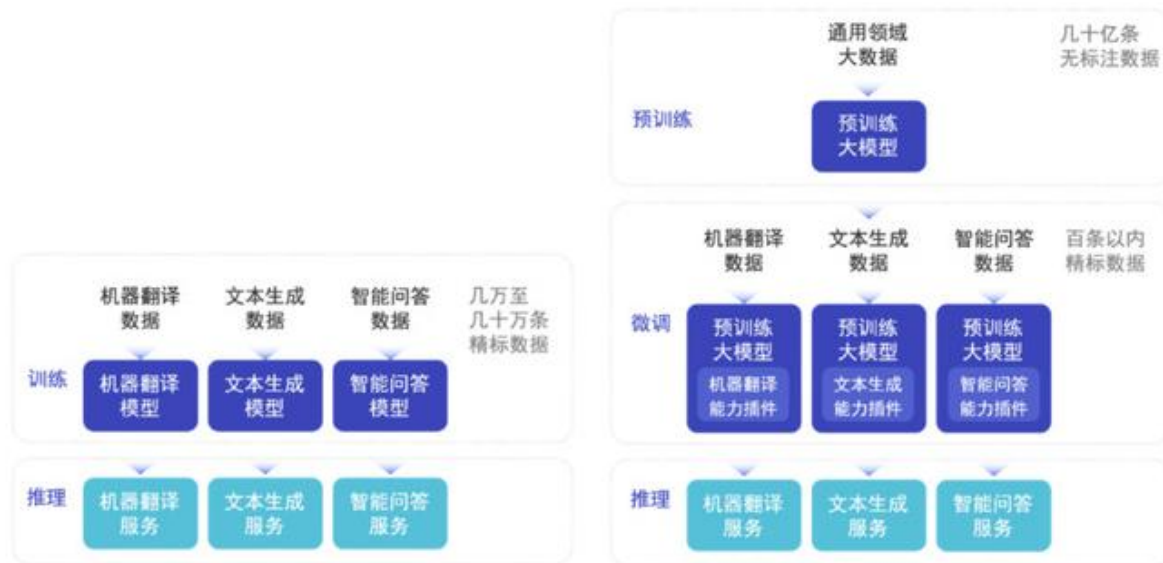 机器翻译
数据
文本生成
数据
智能问答
数据
几万至
几十万条
精标数据
训练
机器翻译
模型
文本生成
模型
智能问答
模型
推理
机器翻译
服务
文本生成
服务
智能问答
服务
通用领域
大数据
几十亿条
无标注数据
预训练
预训练
大模型
机器翻译
数据
文本生成
数据
智能问答
数据
百条以内
精标数据
微调
预训练
大模型
机器翻译
能力插件
预训练
大模型
文本生成
能力插件
预训练
大模型
智能问答
能力插件
推理
机器翻译
服务
文本生成
服务
智能问答
服务